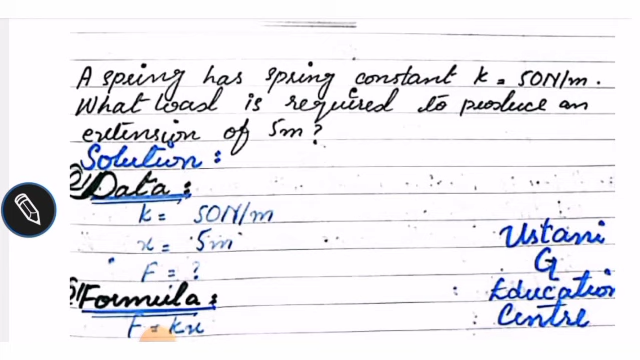 A spring has spring constant k = 50N/m.
What load is required to produce an
extension of 5m?
Solution:
Data:
k = 50N/m
x = 5m
F = ?
Formula:
F = kx
Ustani
G
Education
Centre